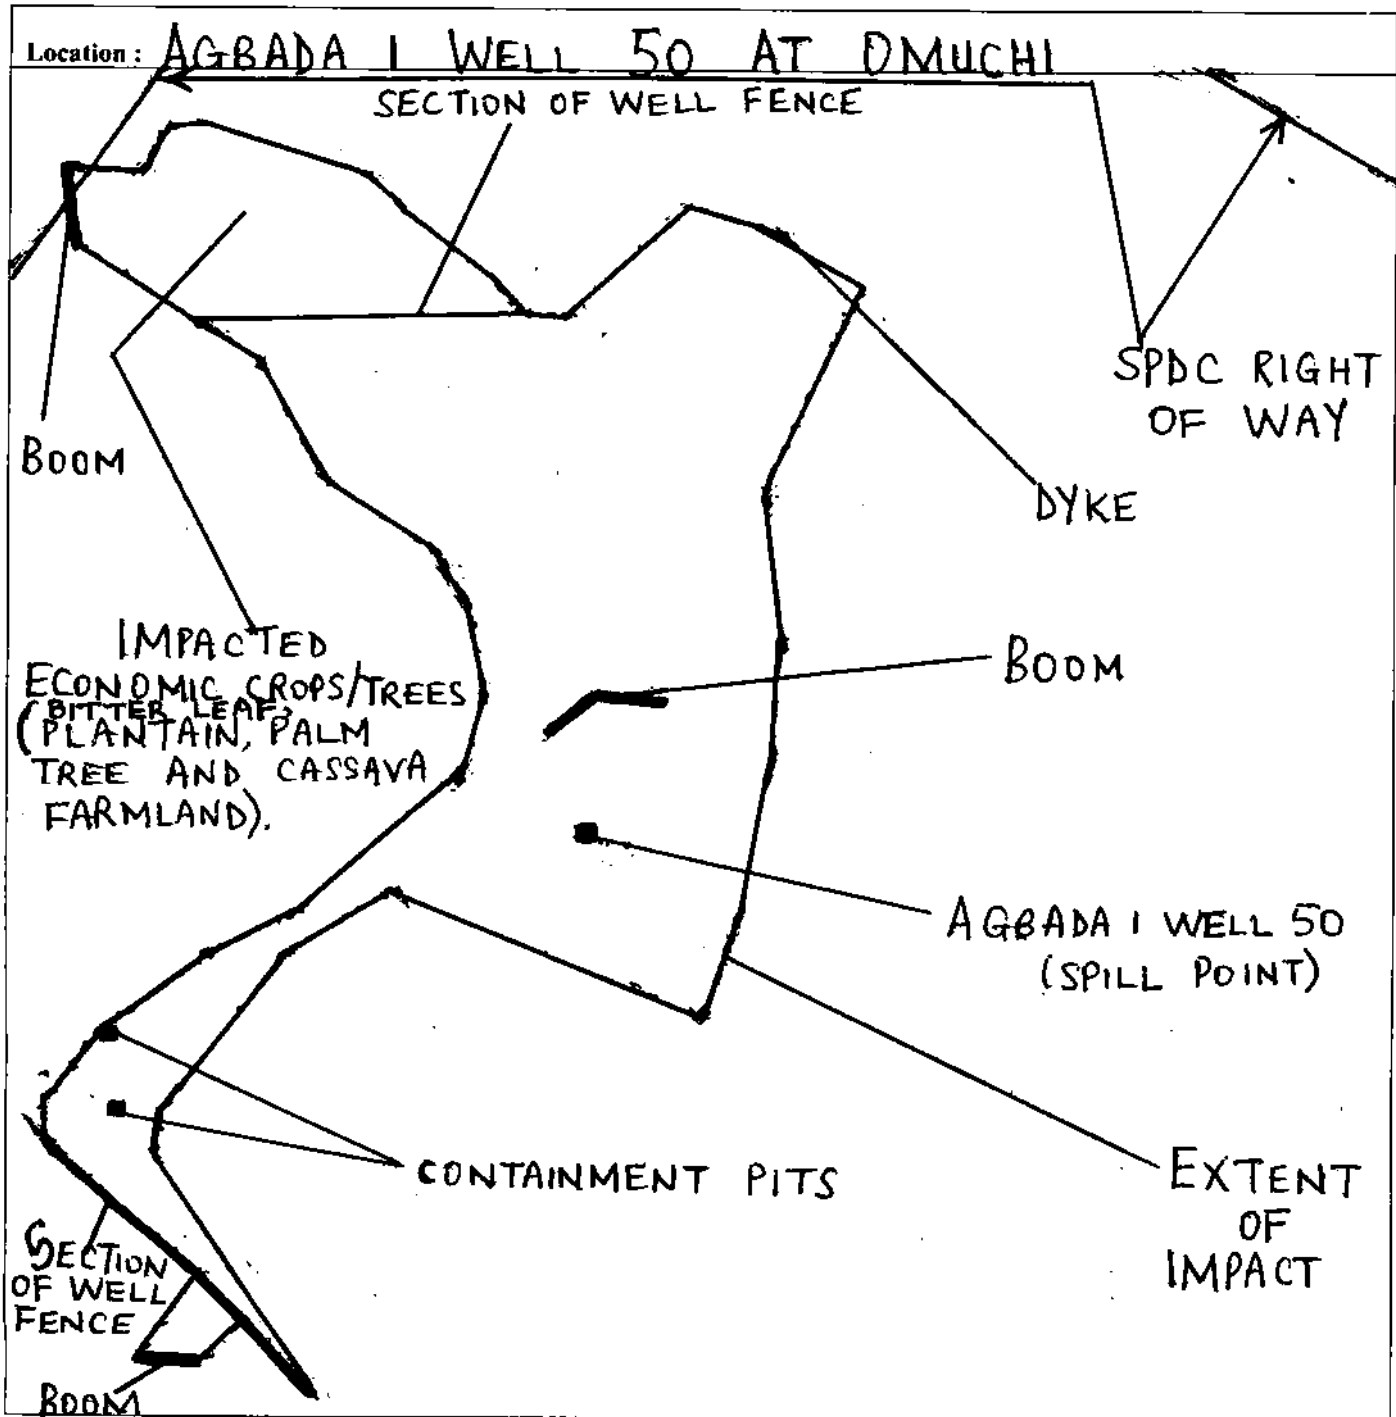 Location : AGBADA 1 WELL 50 AT OMUCHI
SECTION OF WELL FENCE
SPDC RIGHT
OF WAY
BOOM
DYKE
IMPACTED
ECONOMIC CROPS/TREES
(BITTER LEAF,
PLANTAIN, PALM
TREE AND CASSAVA
FARMLAND).
BOOM
AGBADA 1 WELL 50
(SPILL POINT)
CONTAINMENT PITS
EXTENT
OF
IMPACT
SECTION
OF WELL
FENCE
BOOM